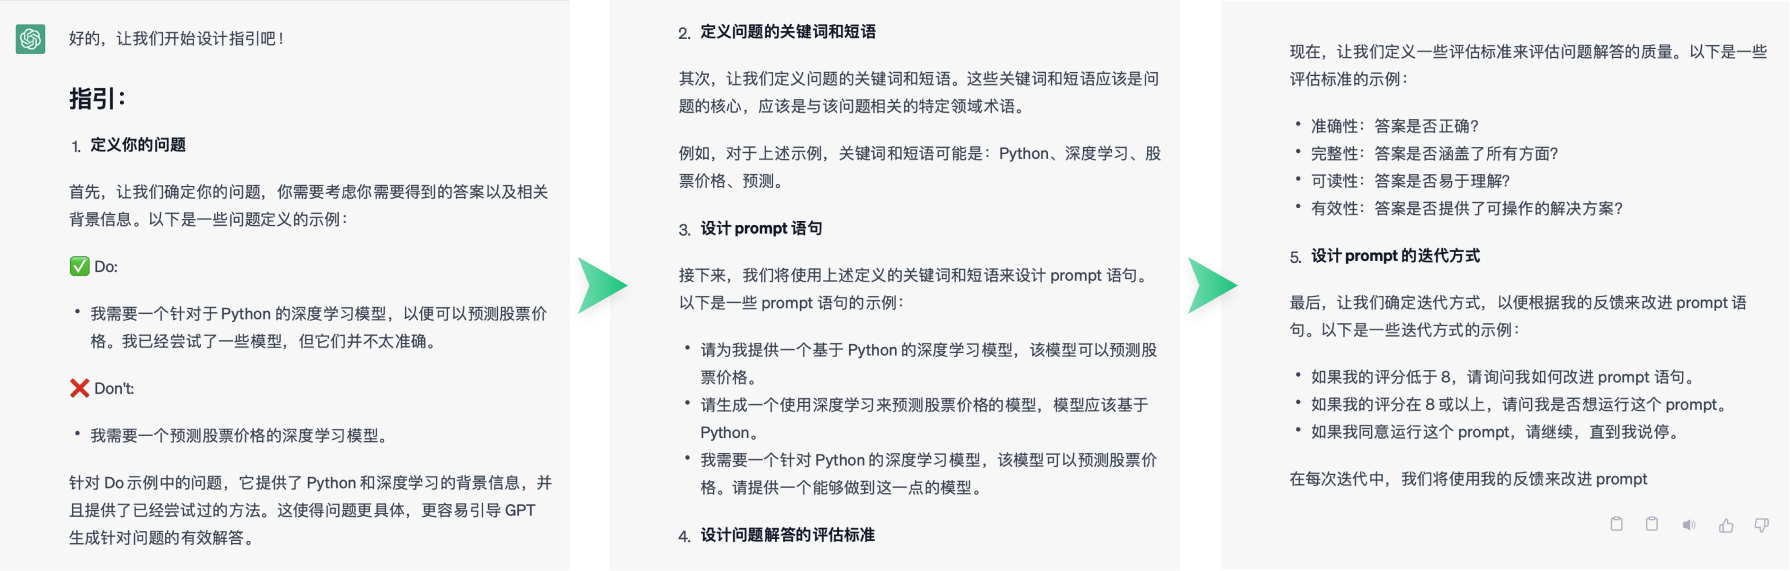 好的，让我们开始设计指引吧！
指引：
1. 定义你的问题
首先，让我们确定你的问题，你需要考虑你需要得到的答案以及相关
背景信息。以下是一些问题定义的示例：
✅ Do:
• 我需要一个针对于 Python 的深度学习模型，以便可以预测股票价
格。我已经尝试了一些模型，但它们并不太准确。
❌ Don't:
• 我需要一个预测股票价格的深度学习模型。
针对 Do 示例中的问题，它提供了 Python 和深度学习的背景信息，并
且提供了已经尝试过的方法。这使得问题更具体，更容易引导 GPT
生成针对问题的有效解答。
2. 定义问题的关键词和短语
其次，让我们定义问题的关键词和短语。这些关键词和短语应该是问
题的核心，应该是与该问题相关的特定领域术语。
例如，对于上述示例，关键词和短语可能是：Python、深度学习、股
票价格、预测。
3. 设计 prompt 语句
接下来，我们将使用上述定义的关键词和短语来设计 prompt 语句。
以下是一些 prompt 语句的示例：
• 请为我提供一个基于 Python 的深度学习模型，该模型可以预测股
票价格。
• 请生成一个使用深度学习来预测股票价格的模型，模型应该基于
Python。
• 我需要一个针对 Python 的深度学习模型，该模型可以预测股票价
格。请提供一个能够做到这一点的模型。
4. 设计问题解答的评估标准
现在，让我们定义一些评估标准来评估问题解答的质量。以下是一些
评估标准的示例：
• 准确性：答案是否正确？
• 完整性：答案是否涵盖了所有方面？
• 可读性：答案是否易于理解？
• 有效性：答案是否提供了可操作的解决方案？
5. 设计 prompt 的迭代方式
最后，让我们确定迭代方式，以便根据我的反馈来改进 prompt 语
句。以下是一些迭代方式的示例：
• 如果我的评分低于 8，请询问我如何改进 prompt 语句。
• 如果我的评分在 8 或以上，请问我是否想运行这个 prompt。
• 如果我同意运行这个 prompt，请继续，直到我说停。
在每次迭代中，我们将使用我的反馈来改进 prompt